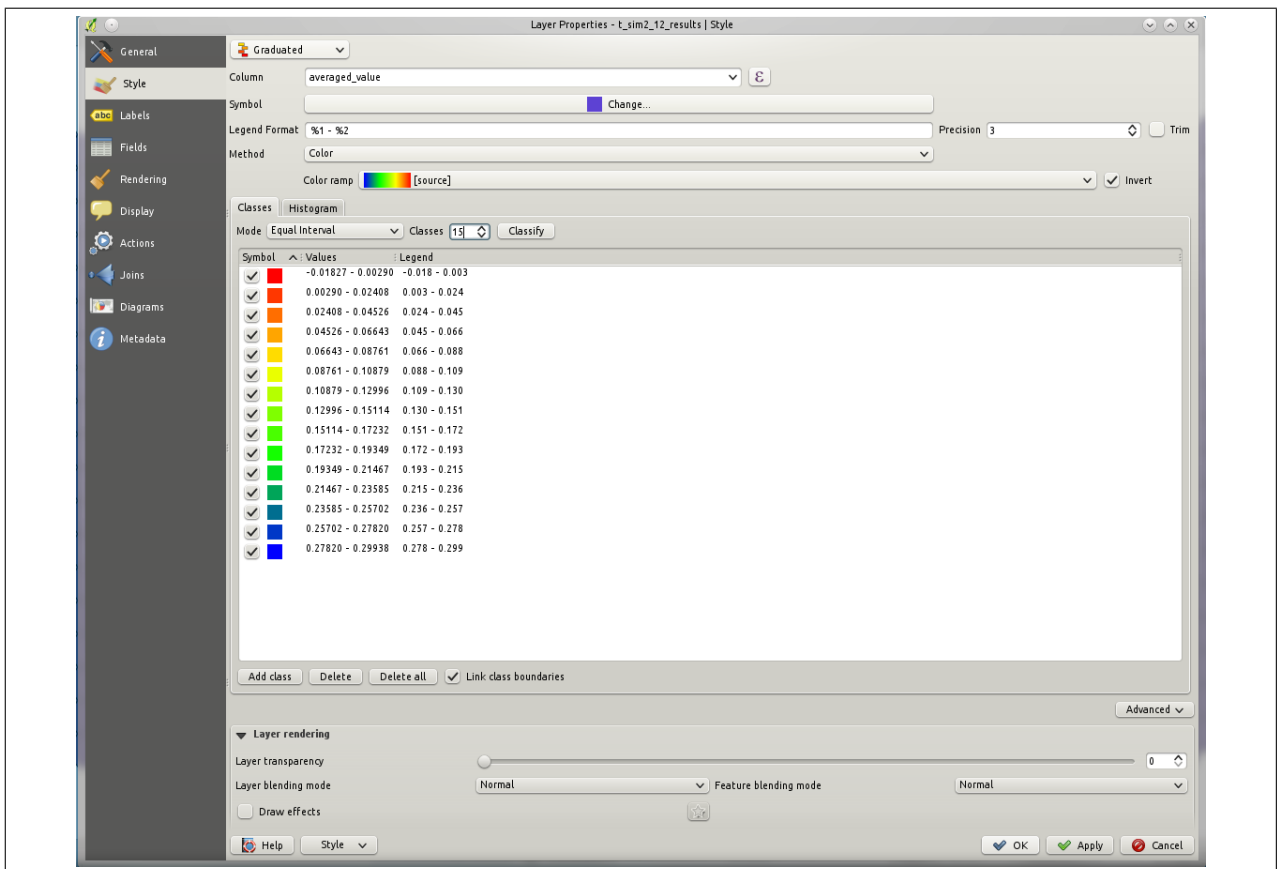 Layer Properties - t_sim2_12_results | Style
General
Style
abc Labels
Fields
Rendering
Display
Actions
Joins
Diagrams
Metadata
Graduated
Column averaged_value ε
Symbol Change...
Legend Format %1 - %2 Precision 3 Trim
Method Color
Color ramp [source] Invert
Classes Histogram
Mode Equal Interval Classes 15 Classify
Symbol Values Legend
-0.01827 - 0.00290 -0.018 - 0.003
0.00290 - 0.02408 0.003 - 0.024
0.02408 - 0.04526 0.024 - 0.045
0.04526 - 0.06643 0.045 - 0.066
0.06643 - 0.08761 0.066 - 0.088
0.08761 - 0.10879 0.088 - 0.109
0.10879 - 0.12996 0.109 - 0.130
0.12996 - 0.15114 0.130 - 0.151
0.15114 - 0.17232 0.151 - 0.172
0.17232 - 0.19349 0.172 - 0.193
0.19349 - 0.21467 0.193 - 0.215
0.21467 - 0.23585 0.215 - 0.236
0.23585 - 0.25702 0.236 - 0.257
0.25702 - 0.27820 0.257 - 0.278
0.27820 - 0.29938 0.278 - 0.299
Add class Delete Delete all Link class boundaries
Advanced
Layer rendering
Layer transparency 0
Layer blending mode Normal Feature blending mode Normal
Draw effects
Help Style OK Apply Cancel